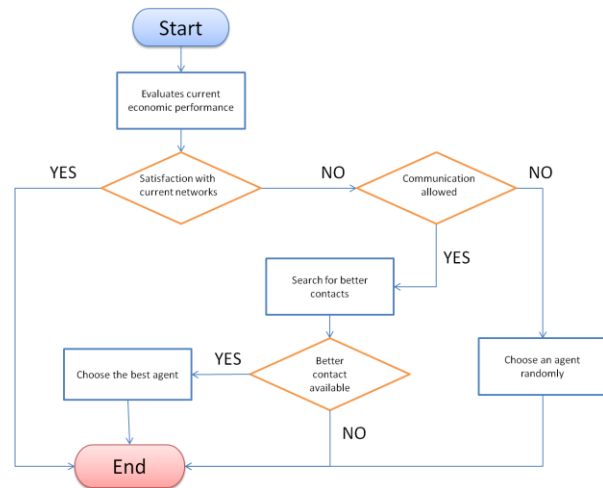 Start
Evaluates current
economic performance
YES
Satisfaction with
current networks
NO
Communication
allowed
NO
YES
Search for better
contacts
Choose the best agent
YES
Better
contact
available
Choose an agent
randomly
NO
End